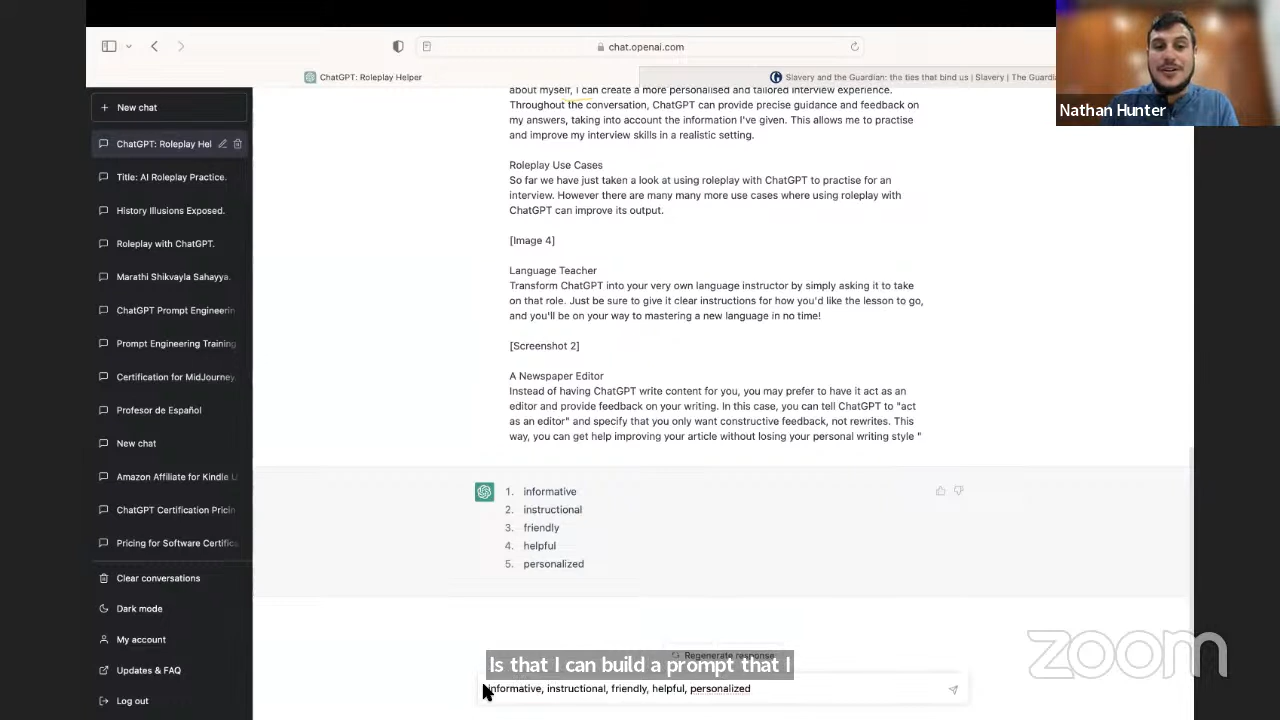 chat.openai.com
ChatGPT: Roleplay Helper
Slavery and the Guardian: the ties that bind us | Slavery | The Guardia
Nathan Hunter
New chat
ChatGPT: Roleplay Hel
Title: AI Roleplay Practice.
History Illusions Exposed.
Roleplay with ChatGPT.
Marathi Shikvayla Sahayya.
ChatGPT Prompt Engineerin
Prompt Engineering Training
Certification for MidJourney
Profesor de Español
New chat
Amazon Affiliate for Kindle U
ChatGPT Certification Pricin
Pricing for Software Certifica
Clear conversations
Dark mode
My account
Updates & FAQ
Log out
about myself, I can create a more personalised and tailored interview experience.
Throughout the conversation, ChatGPT can provide precise guidance and feedback on
my answers, taking into account the information I've given. This allows me to practise
and improve my interview skills in a realistic setting.
Roleplay Use Cases
So far we have just taken a look at using roleplay with ChatGPT to practise for an
interview. However there are many many more use cases where using roleplay with
ChatGPT can improve its output.
[Image 4]
Language Teacher
Transform ChatGPT into your very own language instructor by simply asking it to take
on that role. Just be sure to give it clear instructions for how you'd like the lesson to go,
and you'll be on your way to mastering a new language in no time!
[Screenshot 2]
A Newspaper Editor
Instead of having ChatGPT write content for you, you may prefer to have it act as an
editor and provide feedback on your writing. In this case, you can tell ChatGPT to "act
as an editor" and specify that you only want constructive feedback, not rewrites. This
way, you can get help improving your article without losing your personal writing style "
1. informative
2. instructional
3. friendly
4. helpful
5. personalized
Regenerate response
Is that I can build a prompt that I
informative, instructional, friendly, helpful, personalized
zoom